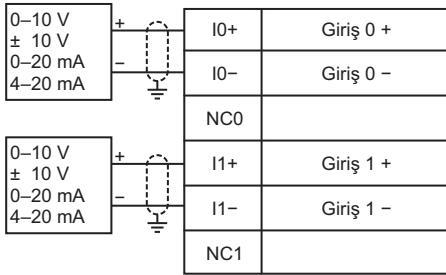 0–10 V
± 10 V
0–20 mA
4–20 mA
+
−
I0+ Giriş 0 +
I0− Giriş 0 −
NC0
0–10 V
± 10 V
0–20 mA
4–20 mA
+
−
I1+ Giriş 1 +
I1− Giriş 1 −
NC1